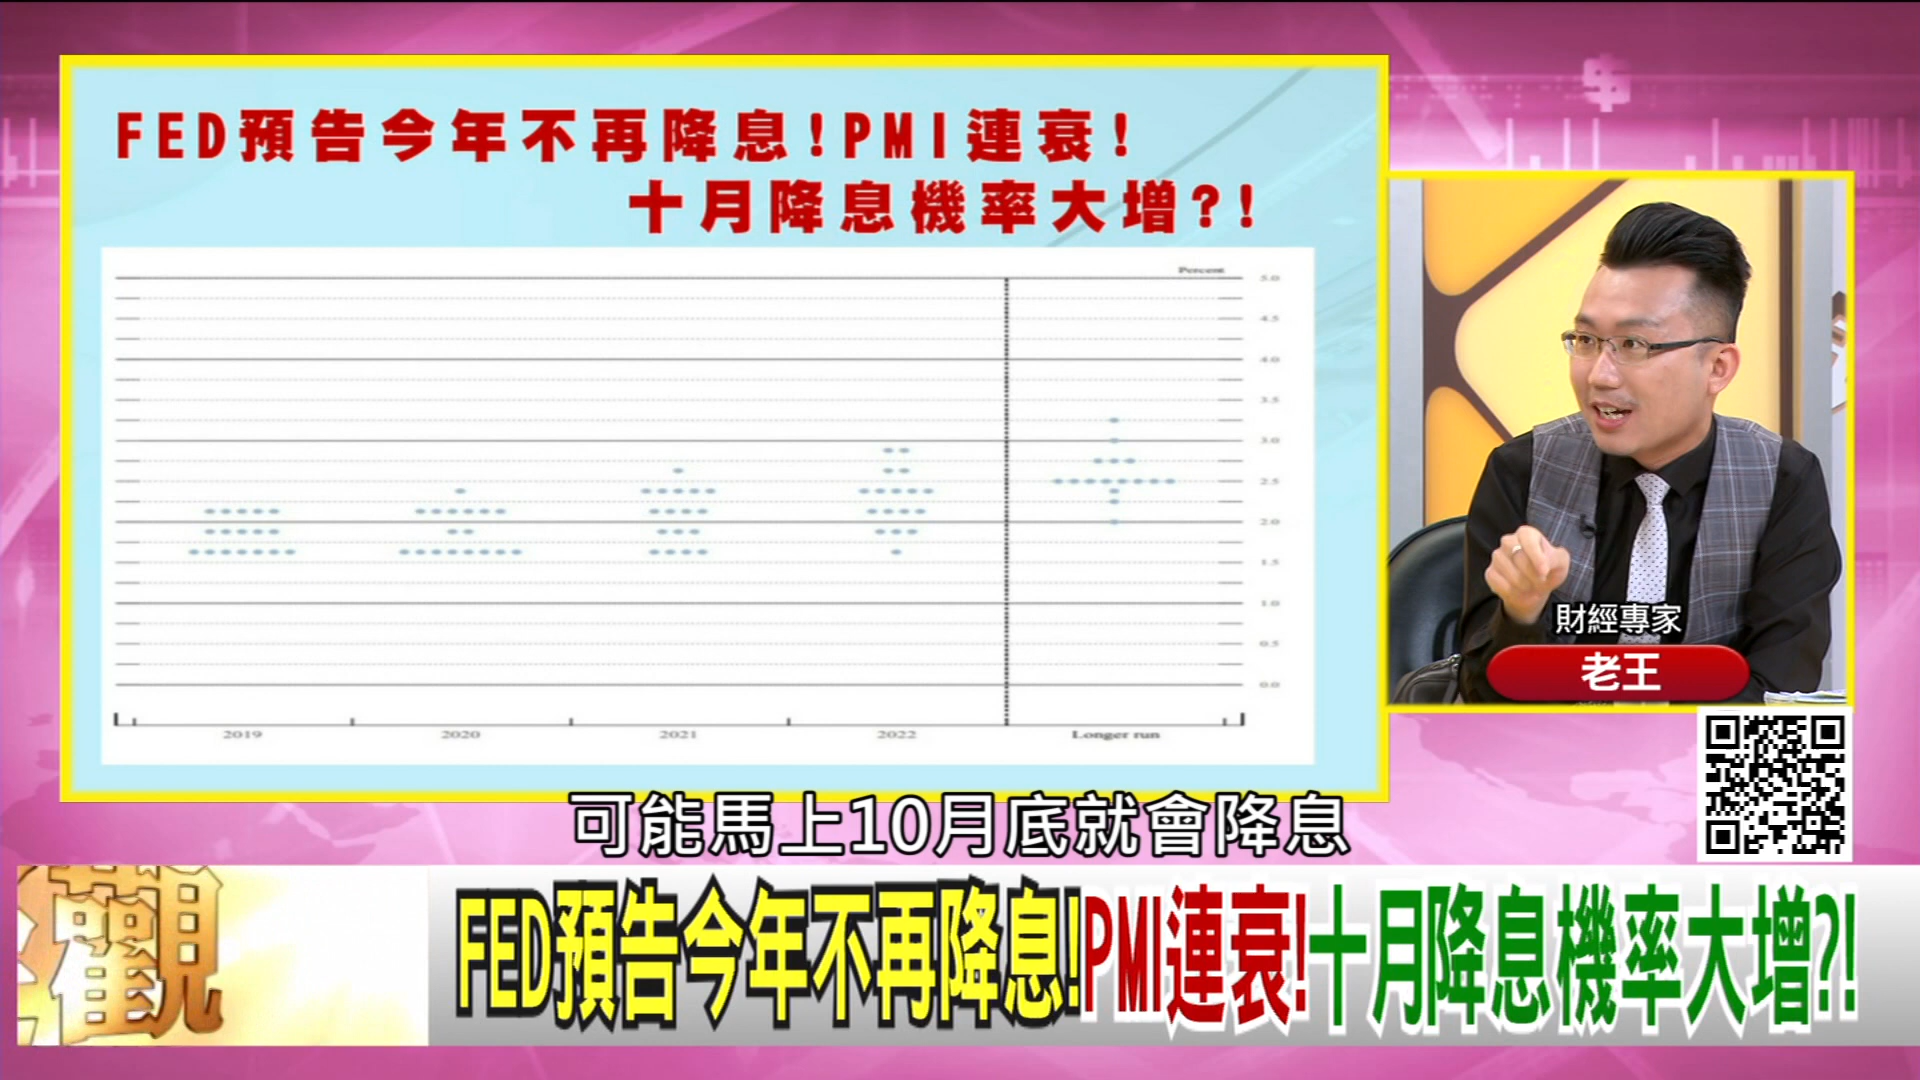 FED預告今年不再降息!PMI連衰!
十月降息機率大增?!
Percent
5.0
4.5
4.0
3.5
3.0
2.5
2.0
1.5
1.0
0.5
0.0
2019
2020
2021
2022
Longer run
財經專家
老王
可能馬上10月底就會降息
觀
FED預告今年不再降息!PMI連衰!十月降息機率大增?!